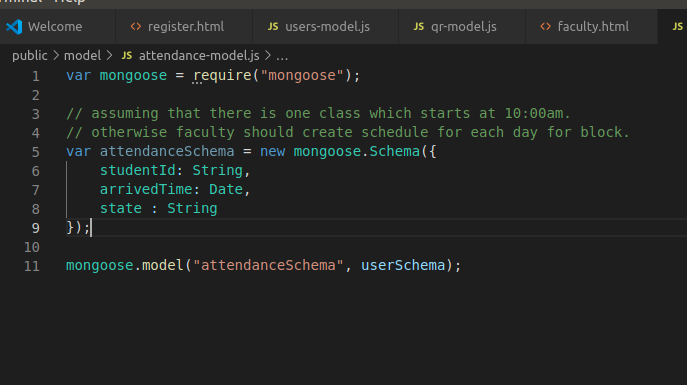 Help
Welcome <> register.html JS users-model.js JS qr-model.js <> faculty.html JS
public > model > JS attendance-model.js > ...
1 var mongoose = require("mongoose");
2
3 // assuming that there is one class which starts at 10:00am.
4 // otherwise faculty should create schedule for each day for block.
5 var attendanceSchema = new mongoose.Schema({
6 studentId: String,
7 arrivedTime: Date,
8 state : String
9 });
10
11 mongoose.model("attendanceSchema", userSchema);